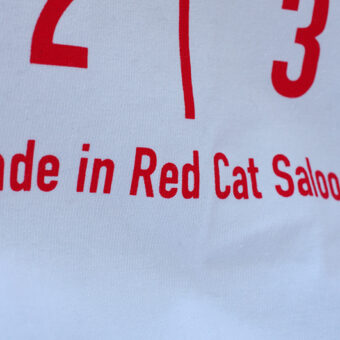 2 | 3
ade in Red Cat Saloo